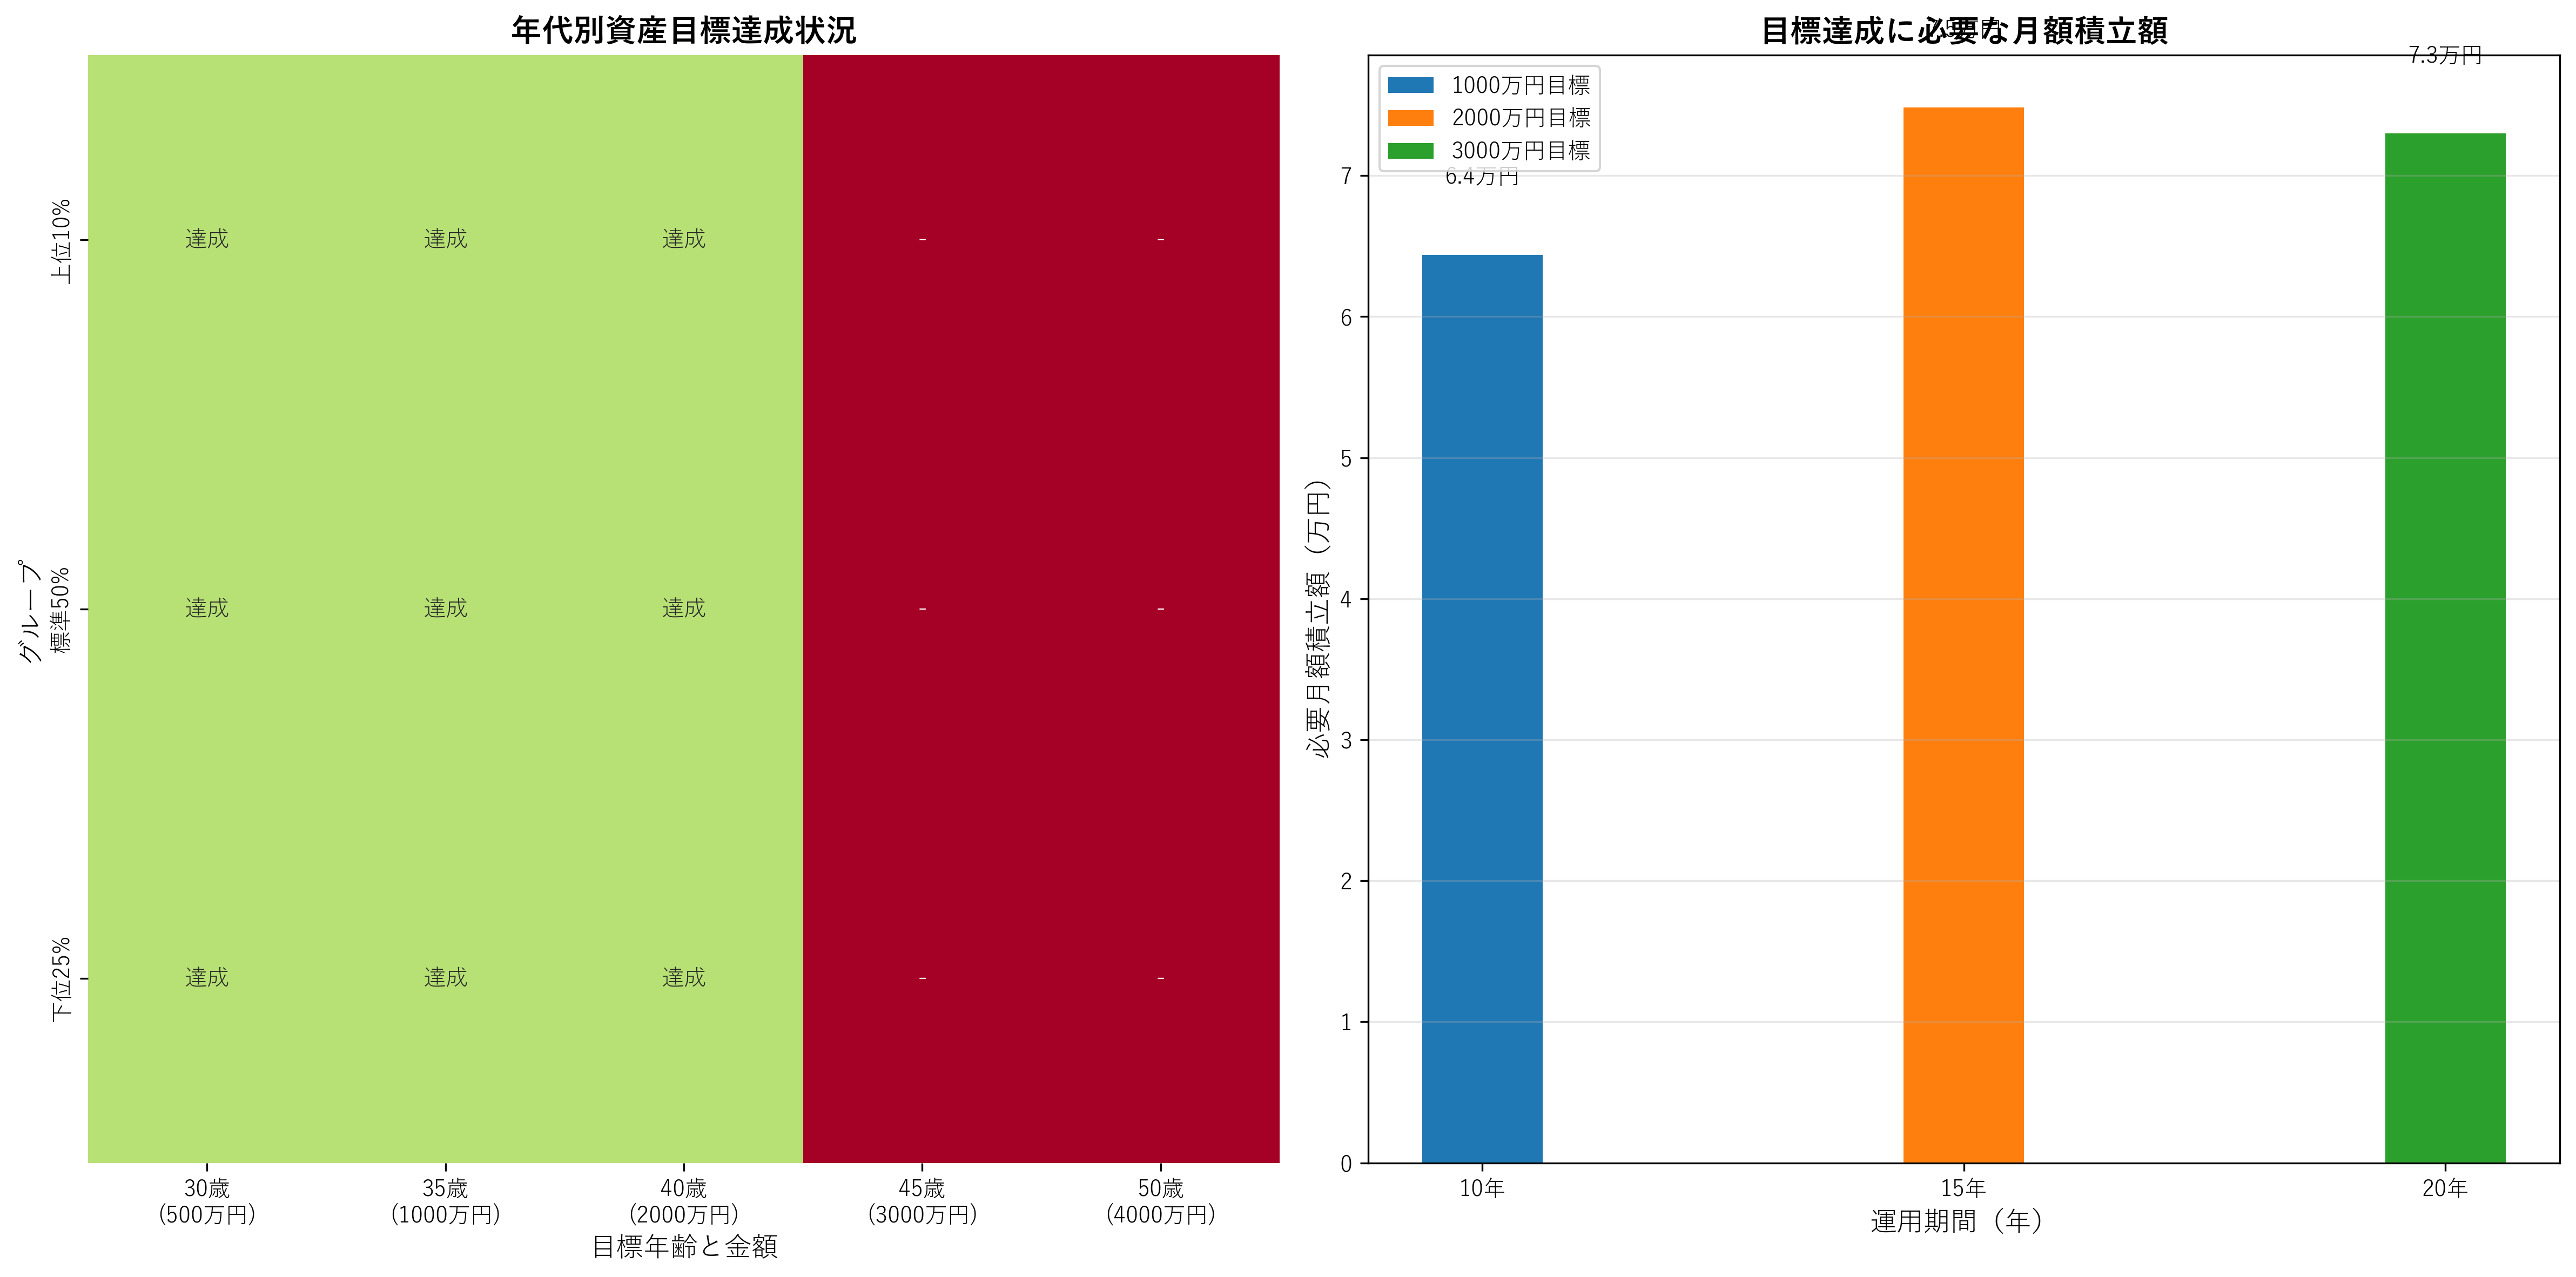 年代別資産目標達成状況
グループ
上位10%
標準50%
下位25%
達成 達成 達成 - -
達成 達成 達成 - -
達成 達成 達成 - -
30歳 35歳 40歳 45歳 50歳
(500万円) (1000万円) (2000万円) (3000万円) (4000万円)
目標年齢と金額
目標達成に必要な月額積立額
1000万円目標
2000万円目標
3000万円目標
6.4万円
7.3万円
必要月額積立額（万円）
7
6
5
4
3
2
1
0
10年 15年 20年
運用期間（年）